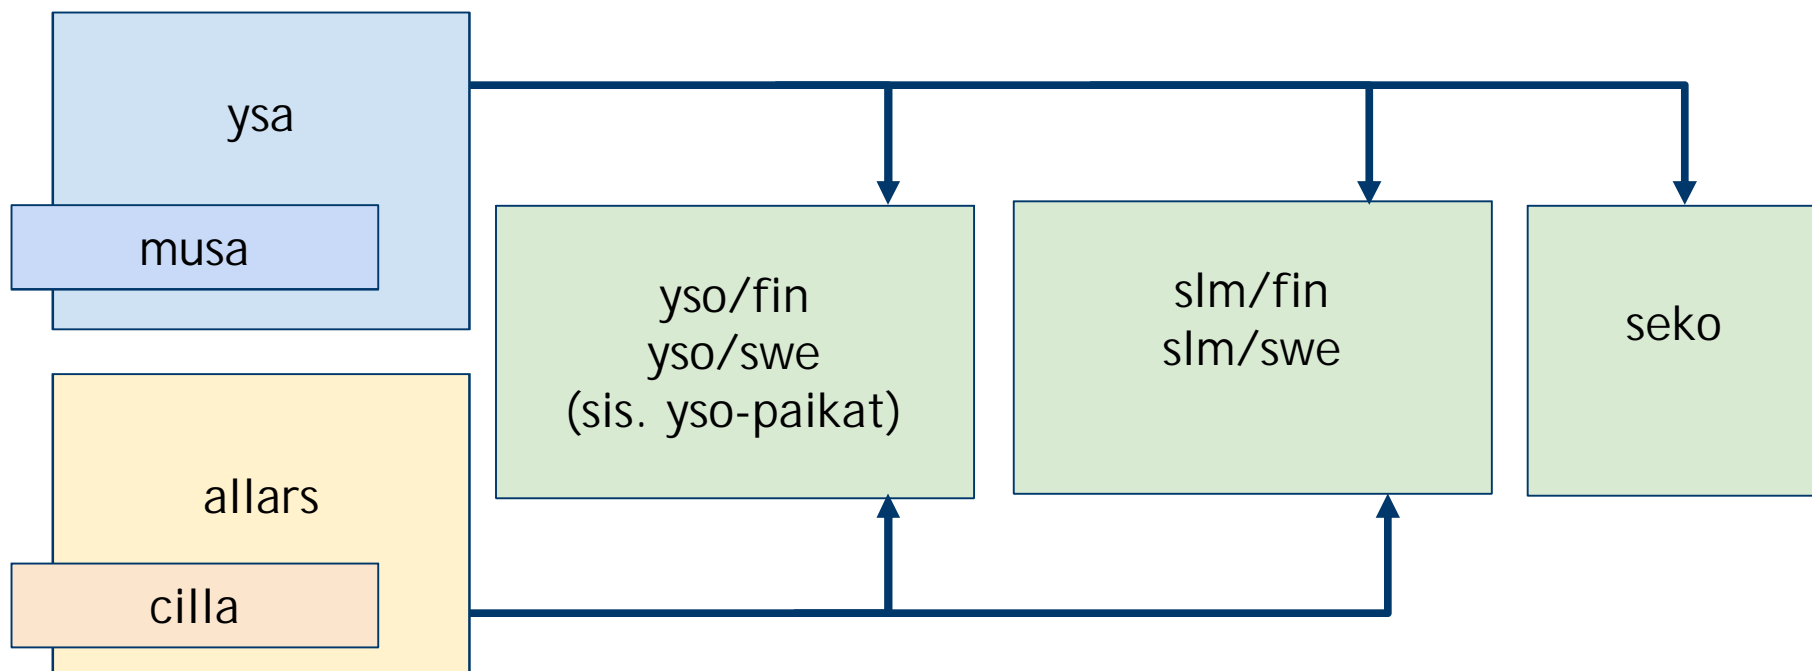 ysa
musa
yso/fin
yso/swe
(sis. yso-paikat)
slm/fin
slm/swe
seko
allars
cilla